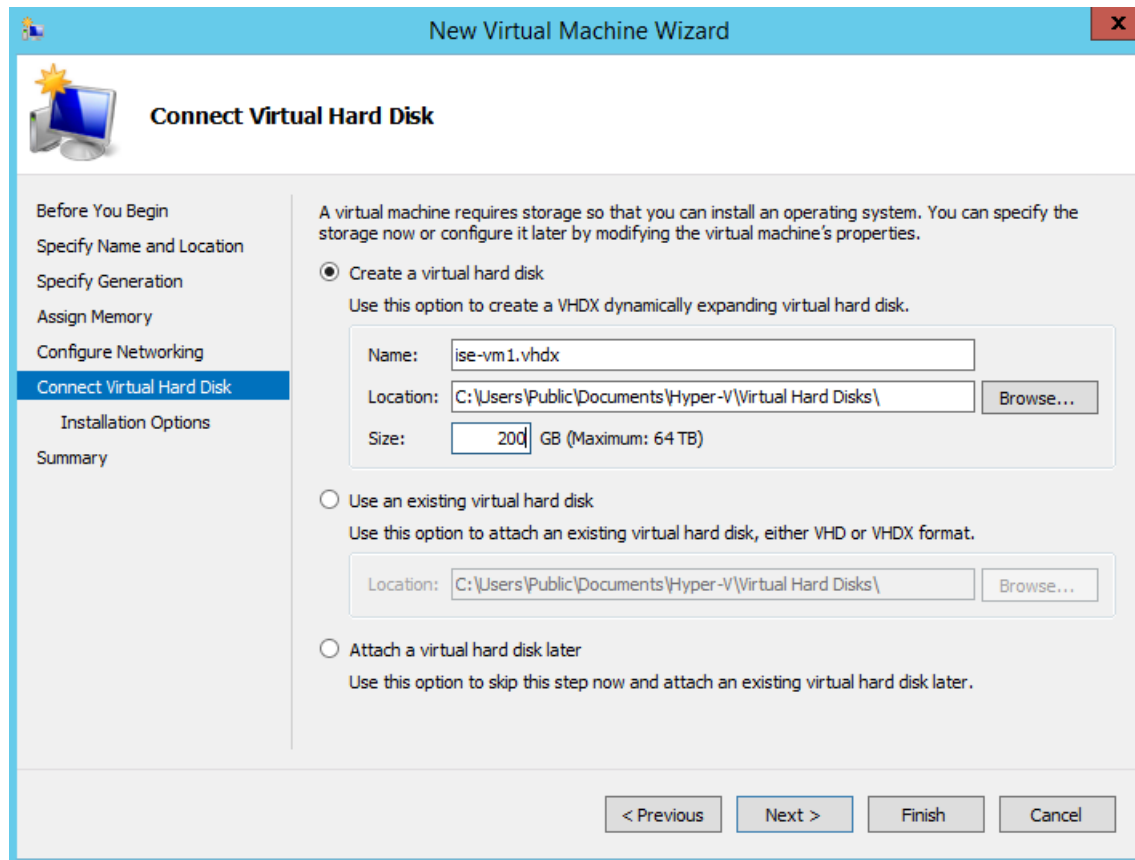 New Virtual Machine Wizard
x
Connect Virtual Hard Disk
Before You Begin
Specify Name and Location
Specify Generation
Assign Memory
Configure Networking
Connect Virtual Hard Disk
Installation Options
Summary
A virtual machine requires storage so that you can install an operating system. You can specify the
storage now or configure it later by modifying the virtual machine's properties.
Create a virtual hard disk
Use this option to create a VHDX dynamically expanding virtual hard disk.
Name: ise-vm1.vhdx
Location: C:\Users\Public\Documents\Hyper-V\Virtual Hard Disks\ Browse...
Size: 200 GB (Maximum: 64 TB)
Use an existing virtual hard disk
Use this option to attach an existing virtual hard disk, either VHD or VHDX format.
Location: C:\Users\Public\Documents\Hyper-V\Virtual Hard Disks\ Browse...
Attach a virtual hard disk later
Use this option to skip this step now and attach an existing virtual hard disk later.
< Previous Next > Finish Cancel